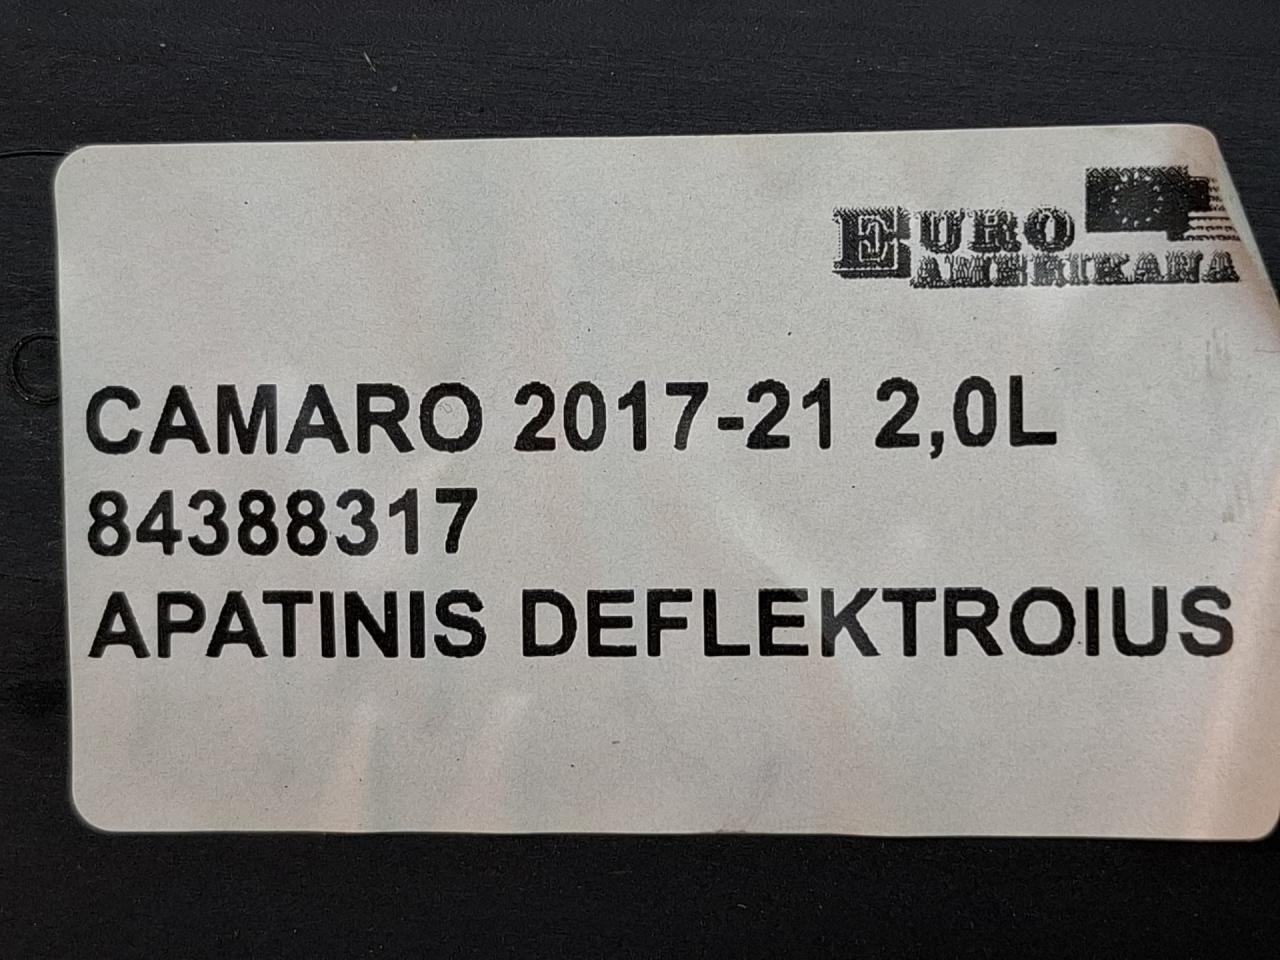 EURO
AMERIKANA
CAMARO 2017-21 2,0L
84388317
APATINIS DEFLEKTROIUS